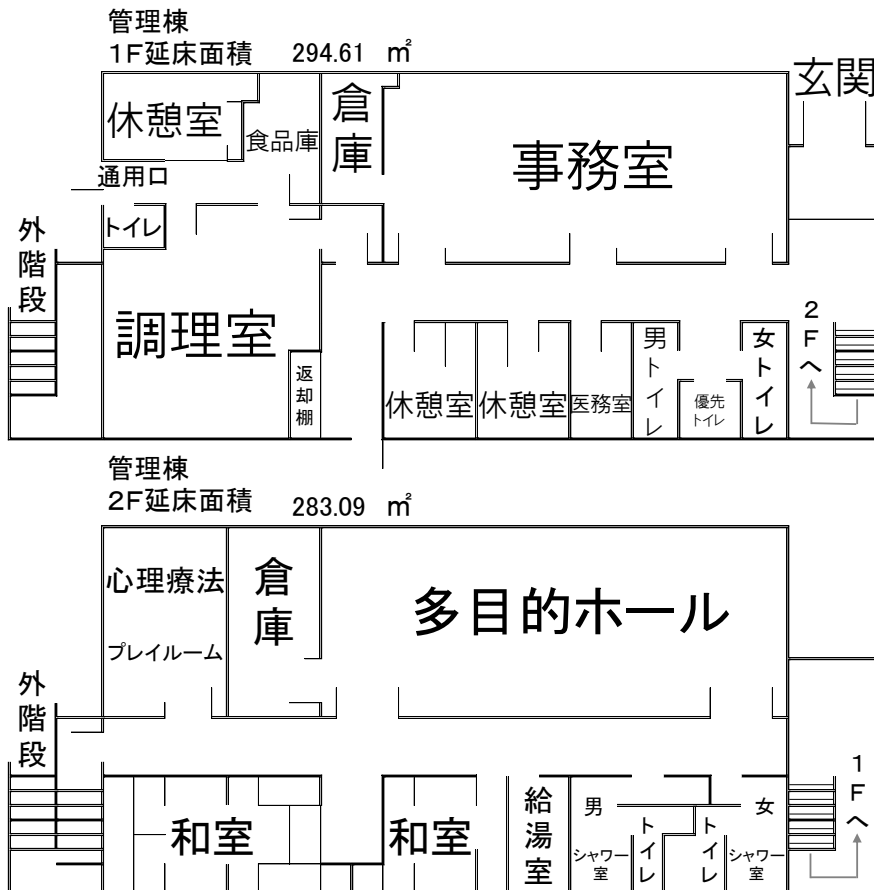 管理棟
1F延床面積 294.61 ㎡
玄関
休憩室
食品庫
倉庫
事務室
通用口
トイレ
外階段
調理室
返却棚
休憩室
休憩室
医務室
男トイレ
優先トイレ
女トイレ
2Fへ
管理棟
2F延床面積 283.09 ㎡
心理療法
プレイルーム
倉庫
多目的ホール
外階段
和室
和室
給湯室
男
シャワー室
トイレ
トイレ
女
シャワー室
1Fへ